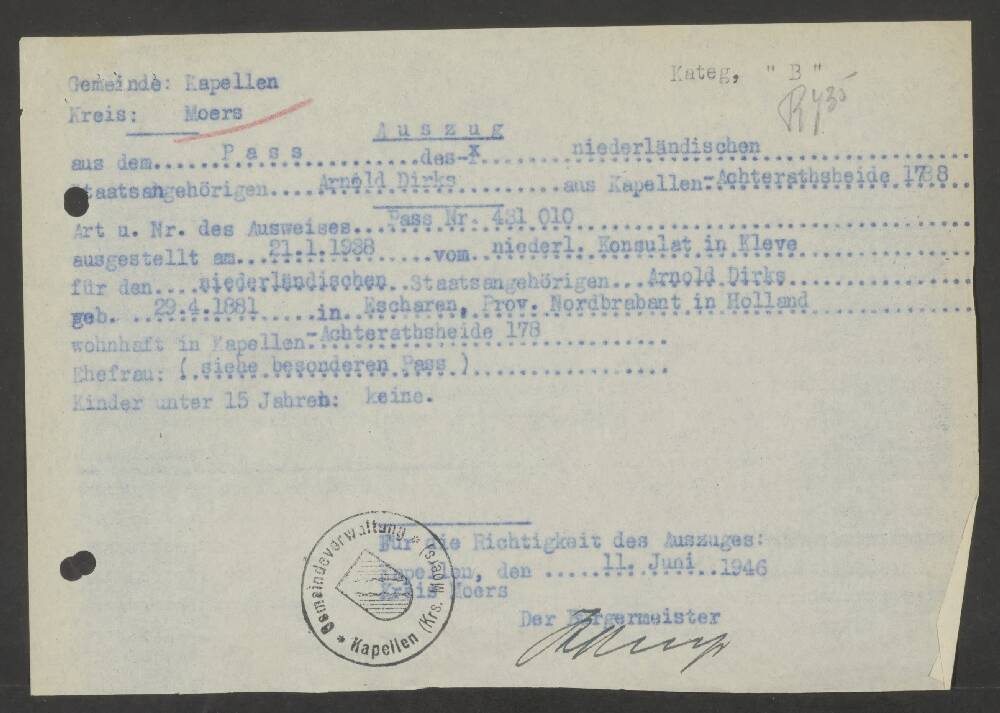 Gemeinde: Kapellen
Kateg, "B"
Kreis: Moers
Auszug
aus dem......Pass............des-X.........niederländischen
Staatsangehörigen....Arnold Dirks.........aus Kapellen-Achterathsheide 178
Art u. Nr. des Ausweises...Pass Nr. 431 010
ausgestellt am...21.1.1938......vom..niederl. Konsulat in Kleve
für den....niederländischen..Staatsangehörigen...Arnold Dirks
geb. ..29.4.1881.....in..Escharen, Prov. Nordbrabant in Holland
wohnhaft in Kapellen-Achterathsheide 178
Ehefrau: (.siehe besonderen Pass )
Kinder unter 15 Jahren: keine.
Für die Richtigkeit des Auszuges:
Kapellen, den .....11. Juni...1946
Kreis Moers
Der Bürgermeister
Gemeindeverwaltung * Kapellen (Krs. Moers) *